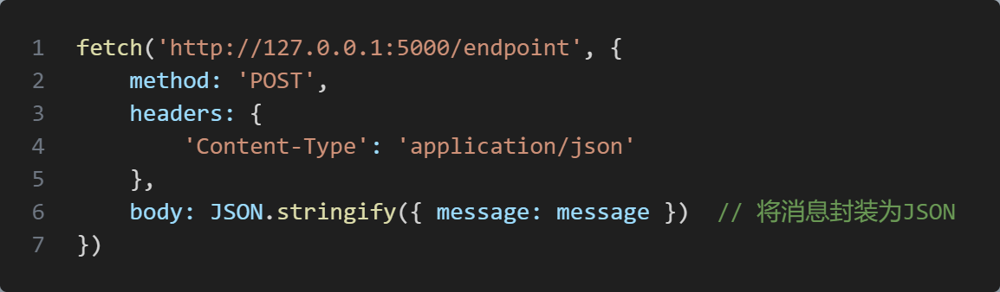 1 fetch('http://127.0.0.1:5000/endpoint', {
2     method: 'POST',
3     headers: {
4         'Content-Type': 'application/json'
5     },
6     body: JSON.stringify({ message: message })  // 将消息封装为JSON
7 })